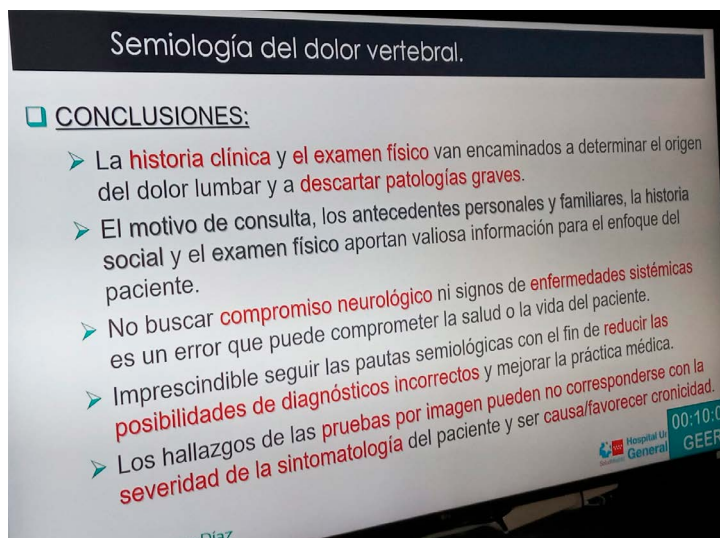 Semiología del dolor vertebral.
CONCLUSIONES:
La historia clínica y el examen físico van encaminados a determinar el origen
del dolor lumbar y a descartar patologías graves.
El motivo de consulta, los antecedentes personales y familiares, la historia
social y el examen físico aportan valiosa información para el enfoque del
paciente.
No buscar compromiso neurológico ni signos de enfermedades sistémicas
es un error que puede comprometer la salud o la vida del paciente.
Imprescindible seguir las pautas semiológicas con el fin de reducir las
posibilidades de diagnósticos incorrectos y mejorar la práctica médica.
Los hallazgos de las pruebas por imagen pueden no corresponderse con la
severidad de la sintomatología del paciente y ser causa/favorecer cronicidad.
00:10:0
GEER
Hospital
General
Díaz